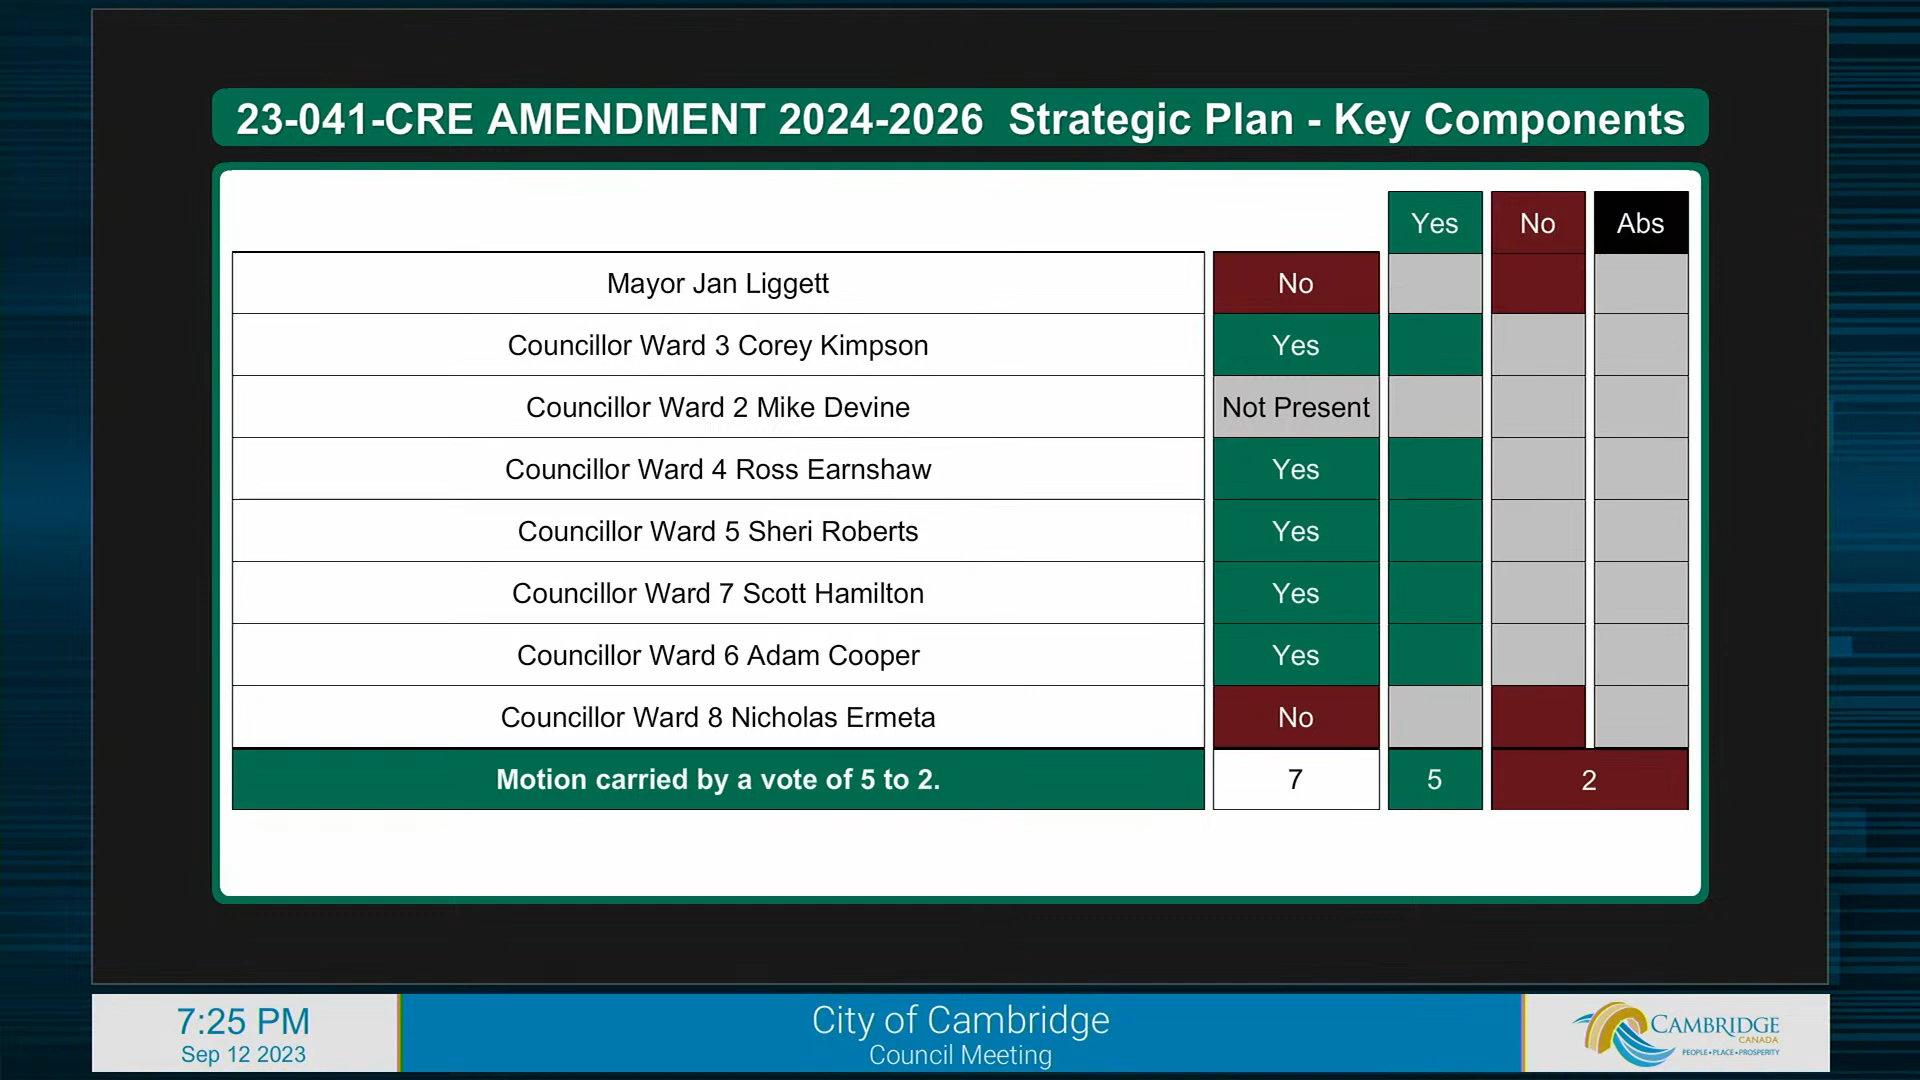 23-041-CRE AMENDMENT 2024-2026 Strategic Plan - Key Components
Yes No Abs
Mayor Jan Liggett No
Councillor Ward 3 Corey Kimpson Yes
Councillor Ward 2 Mike Devine Not Present
Councillor Ward 4 Ross Earnshaw Yes
Councillor Ward 5 Sheri Roberts Yes
Councillor Ward 7 Scott Hamilton Yes
Councillor Ward 6 Adam Cooper Yes
Councillor Ward 8 Nicholas Ermeta No
Motion carried by a vote of 5 to 2. 7 5 2
7:25 PM
Sep 12 2023
City of Cambridge
Council Meeting
CAMBRIDGE
CANADA
PEOPLE•PLACE•PROSPERITY